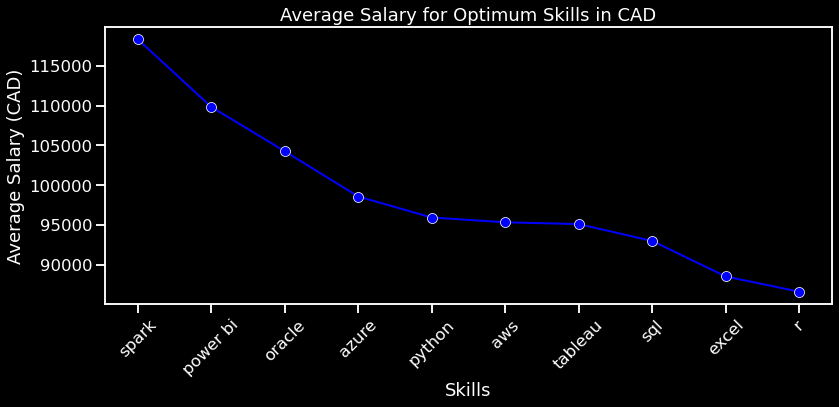 Average Salary for Optimum Skills in CAD
Average Salary (CAD)
115000
110000
105000
100000
95000
90000
spark
power bi
oracle
azure
python
aws
tableau
sql
excel
r
Skills